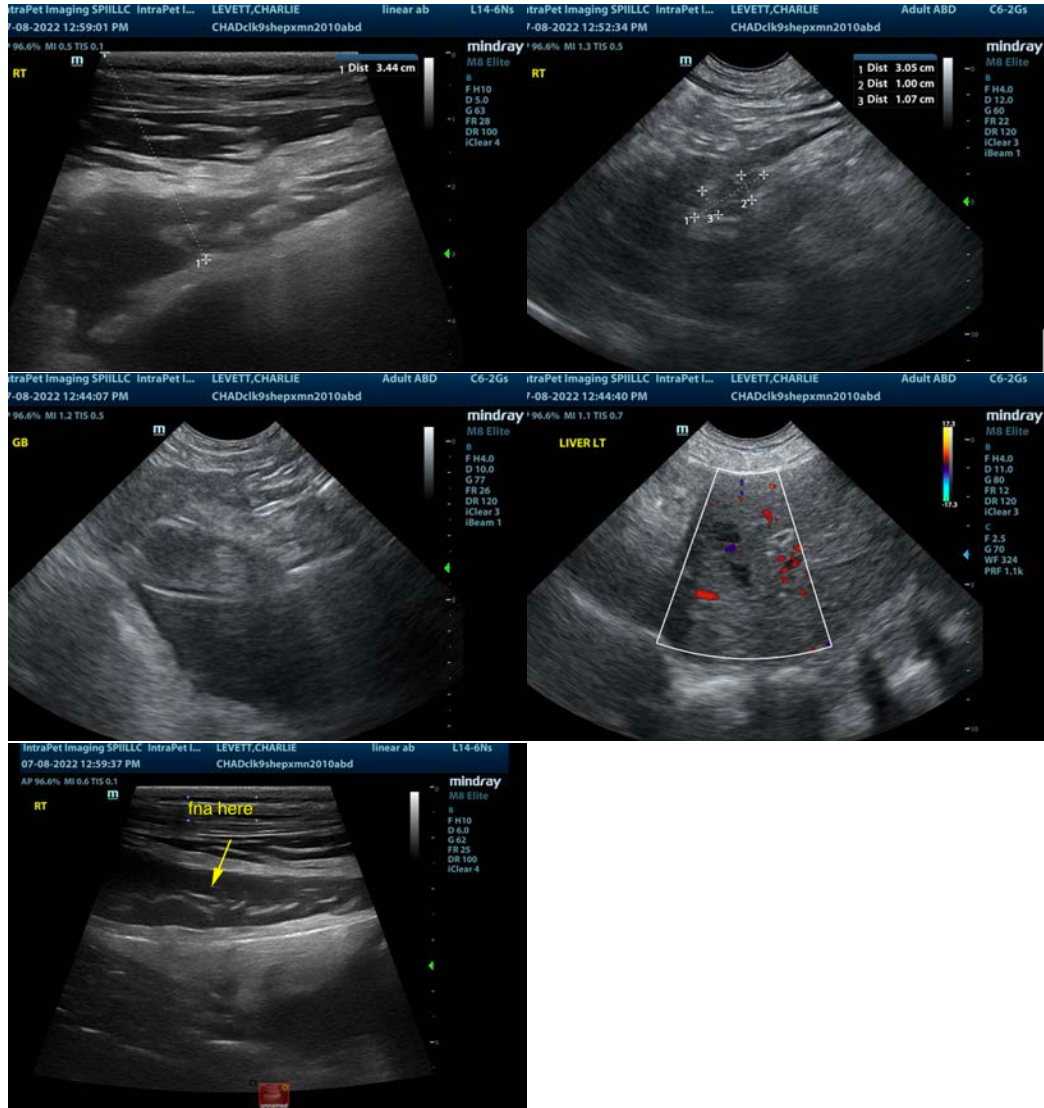 traPet Imaging SPIILLC IntraPet I... LEVETT,CHARLIE linear ab L14-6Ns
7-08-2022 12:59:01 PM CHADclk9shepxmn2010abd
P 96.6% MI 0.5 TIS 0.1
mindray
M8 Elite
m
RT
1 Dist 3.44 cm
B
F H10
D 5.0
G 63
FR 28
DR 100
iClear 4
1
traPet Imaging SPIILLC IntraPet I... LEVETT,CHARLIE Adult ABD C6-2Gs
7-08-2022 12:52:34 PM CHADclk9shepxmn2010abd
P 96.6% MI 1.3 TIS 0.5
mindray
M8 Elite
m
RT
1 Dist 3.05 cm
2 Dist 1.00 cm
3 Dist 1.07 cm
B
F H4.0
D 12.0
G 60
FR 22
DR 120
iClear 3
iBeam 1
2
1
3
10
traPet Imaging SPIILLC IntraPet I... LEVETT,CHARLIE Adult ABD C6-2Gs
7-08-2022 12:44:07 PM CHADclk9shepxmn2010abd
P 96.6% MI 1.2 TIS 0.5
mindray
M8 Elite
m
GB
B
F H4.0
D 10.0
G 77
FR 26
DR 120
iClear 3
iBeam 1
traPet Imaging SPIILLC IntraPet I... LEVETT,CHARLIE Adult ABD C6-2Gs
7-08-2022 12:44:40 PM CHADclk9shepxmn2010abd
P 96.6% MI 1.1 TIS 0.7
mindray
M8 Elite
m
LIVER LT
17.3
-17.3
B
F H4.0
D 11.0
G 80
FR 12
DR 120
iClear 3
C
F 2.5
G 70
WF 324
PRF 1.1k
10
IntraPet Imaging SPIILLC IntraPet I... LEVETT,CHARLIE linear ab L14-6Ns
07-08-2022 12:59:37 PM CHADclk9shepxmn2010abd
AP 96.6% MI 0.6 TIS 0.1
mindray
M8 Elite
m
RT
fna here
B
F H10
D 6.0
G 62
FR 25
DR 100
iClear 4
unnamed